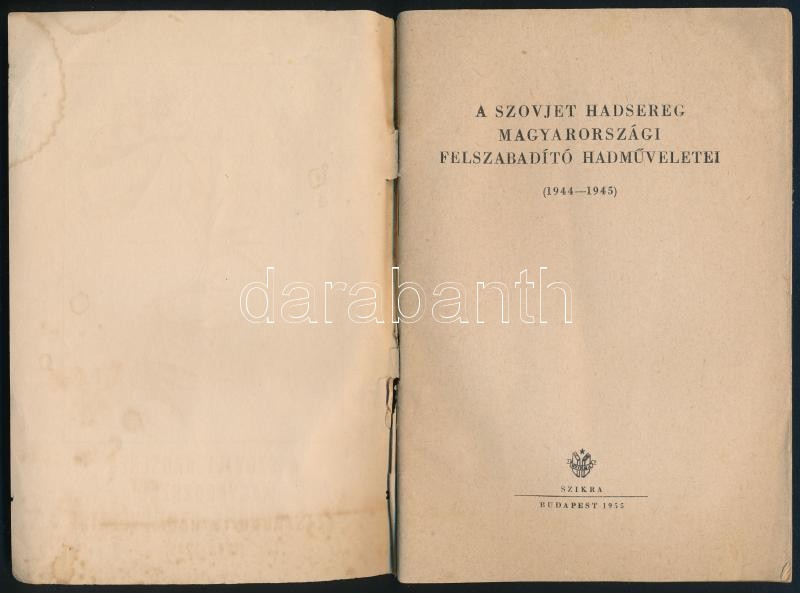 A SZOVJET HADSEREG
MAGYARORSZÁGI
FELSZABADÍTÓ HADMŰVELETEI
(1944—1945)
darabanth
SZIKRA
BUDAPEST 1955